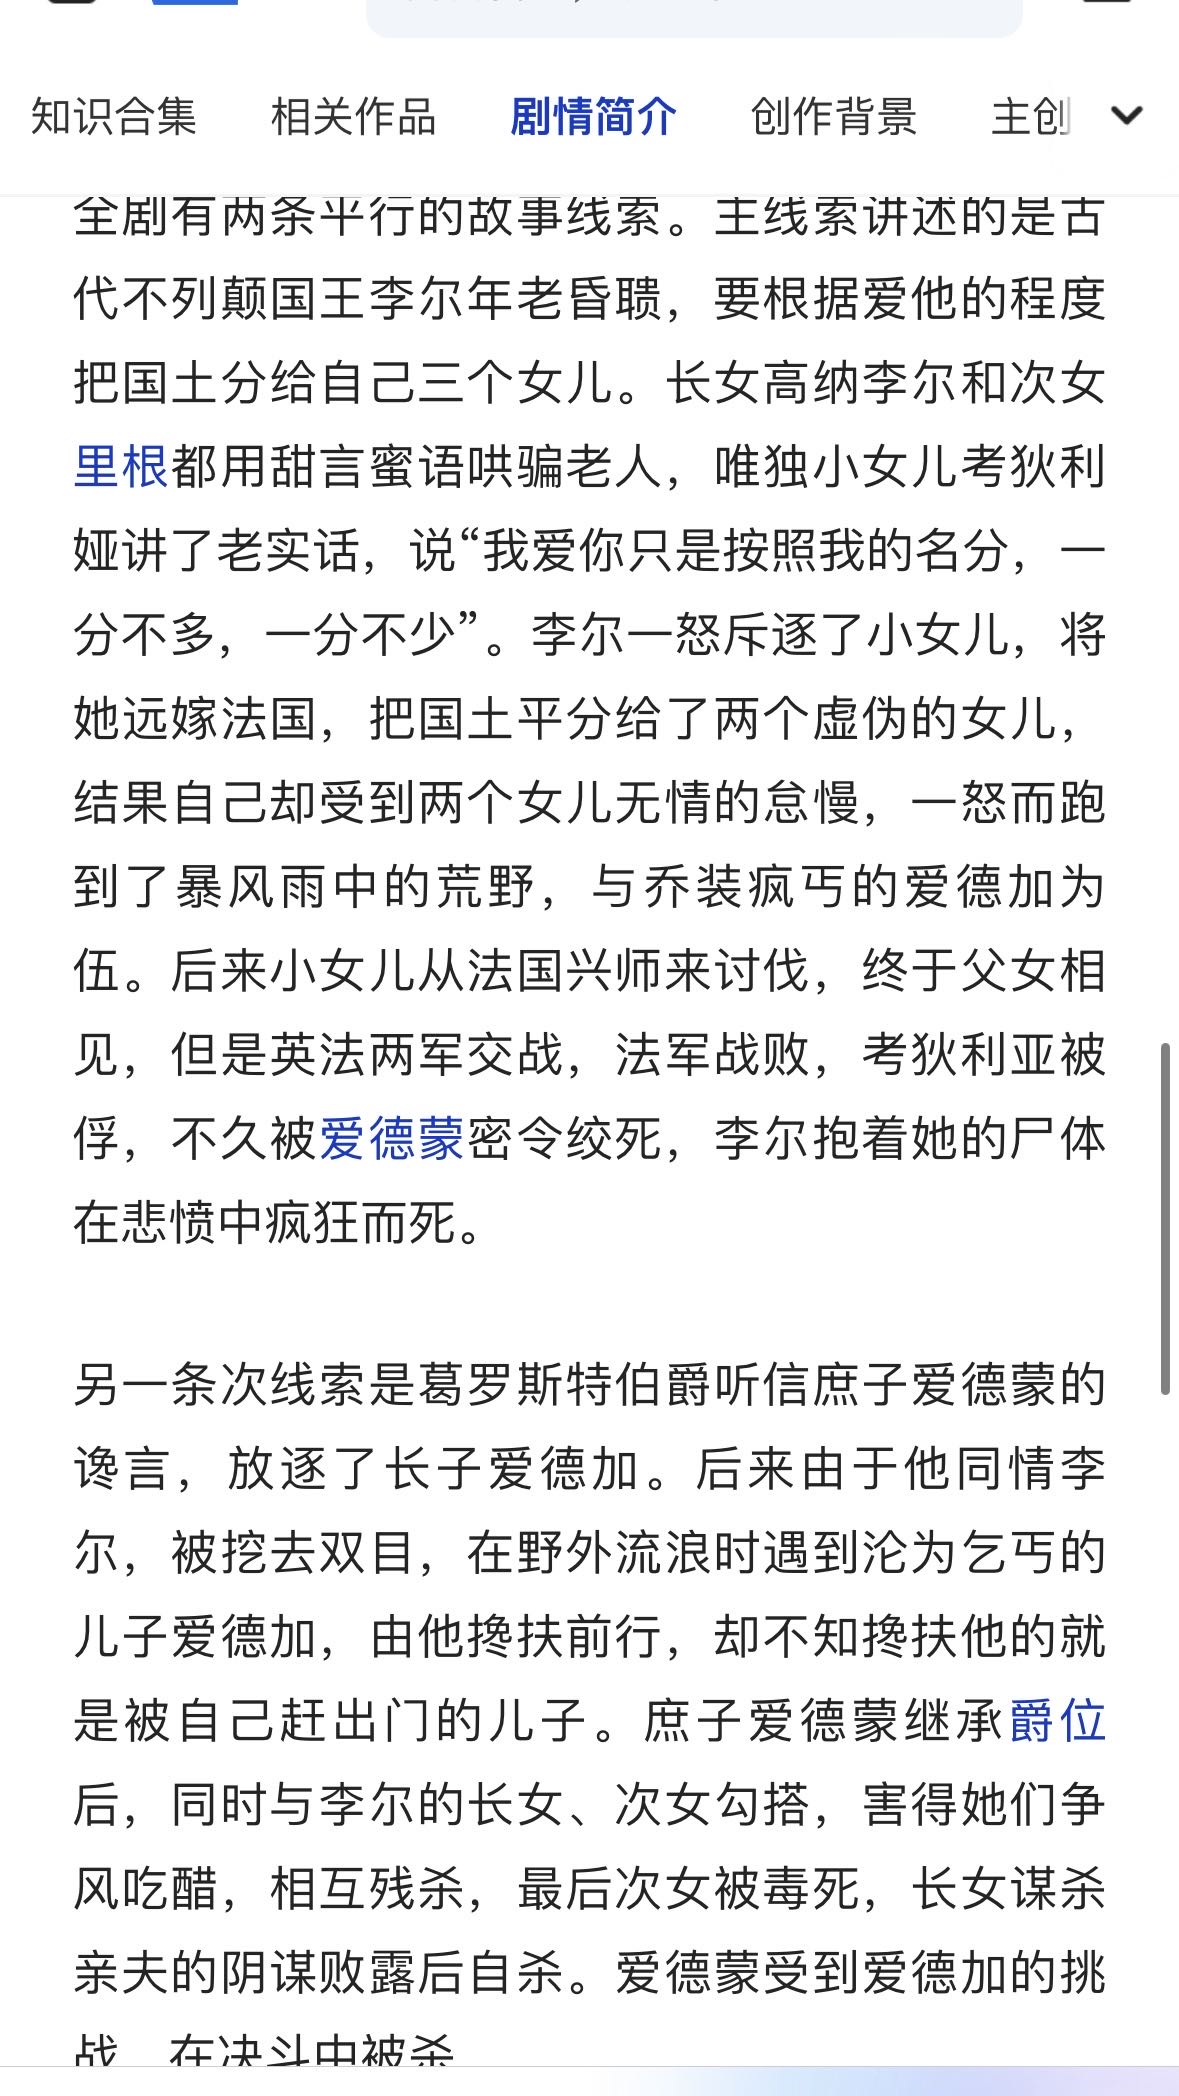 知识合集 相关作品 剧情简介 创作背景 主创
全剧有两条平行的故事线索。主线索讲述的是古
代不列颠国王李尔年老昏聩，要根据爱他的程度
把国土分给自己三个女儿。长女高纳李尔和次女
里根都用甜言蜜语哄骗老人，唯独小女儿考狄利
娅讲了老实话，说“我爱你只是按照我的名分，一
分不多，一分不少”。李尔一怒斥逐了小女儿，将
她远嫁法国，把国土平分给了两个虚伪的女儿，
结果自己却受到两个女儿无情的怠慢，一怒而跑
到了暴风雨中的荒野，与乔装疯丐的爱德加为
伍。后来小女儿从法国兴师来讨伐，终于父女相
见，但是英法两军交战，法军战败，考狄利亚被
俘，不久被爱德蒙密令绞死，李尔抱着她的尸体
在悲愤中疯狂而死。
另一条次线索是葛罗斯特伯爵听信庶子爱德蒙的
谗言，放逐了长子爱德加。后来由于他同情李
尔，被挖去双目，在野外流浪时遇到沦为乞丐的
儿子爱德加，由他搀扶前行，却不知搀扶他的就
是被自己赶出门的儿子。庶子爱德蒙继承爵位
后，同时与李尔的长女、次女勾搭，害得她们争
风吃醋，相互残杀，最后次女被毒死，长女谋杀
亲夫的阴谋败露后自杀。爱德蒙受到爱德加的挑
战 在决斗中被杀